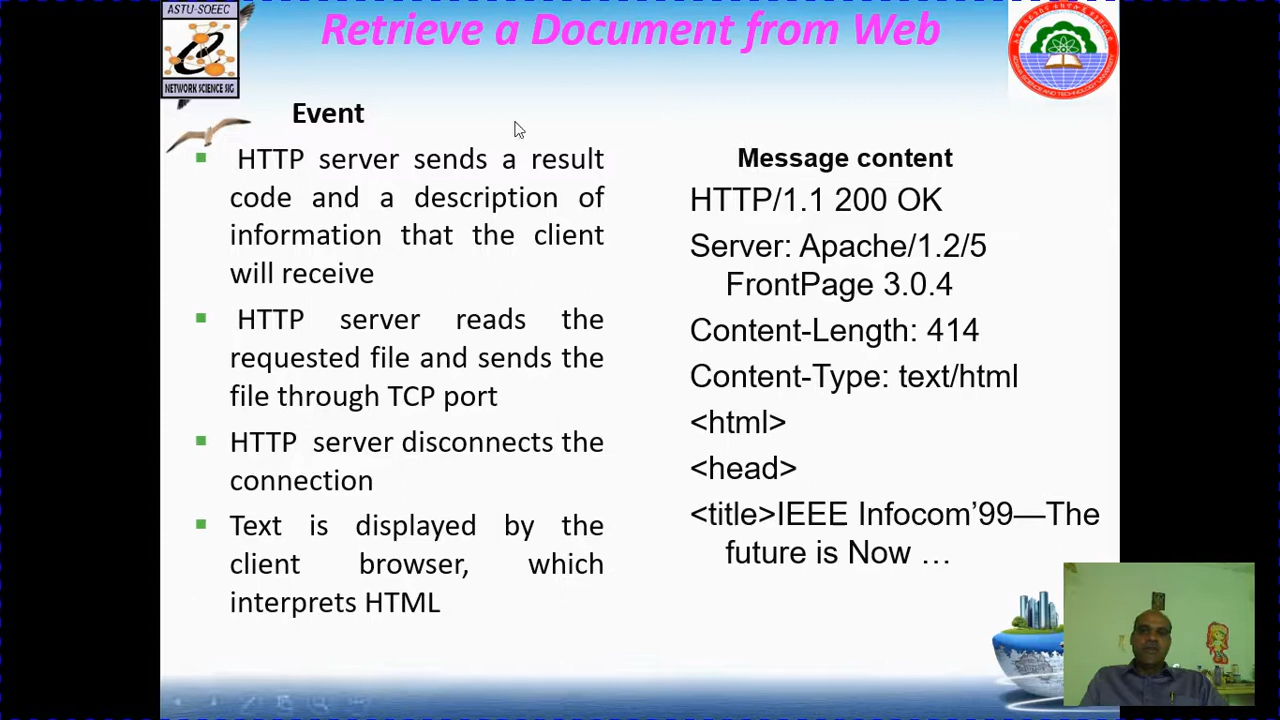 ASTU-SOEEC
NETWORK SCIENCE SIG
Retrieve a Document from Web
Event
HTTP server sends a result
code and a description of
information that the client
will receive
HTTP server reads the
requested file and sends the
file through TCP port
HTTP server disconnects the
connection
Text is displayed by the
client browser, which
interprets HTML
Message content
HTTP/1.1 200 OK
Server: Apache/1.2/5
FrontPage 3.0.4
Content-Length: 414
Content-Type: text/html
<html>
<head>
<title>IEEE Infocom’99—The
future is Now …